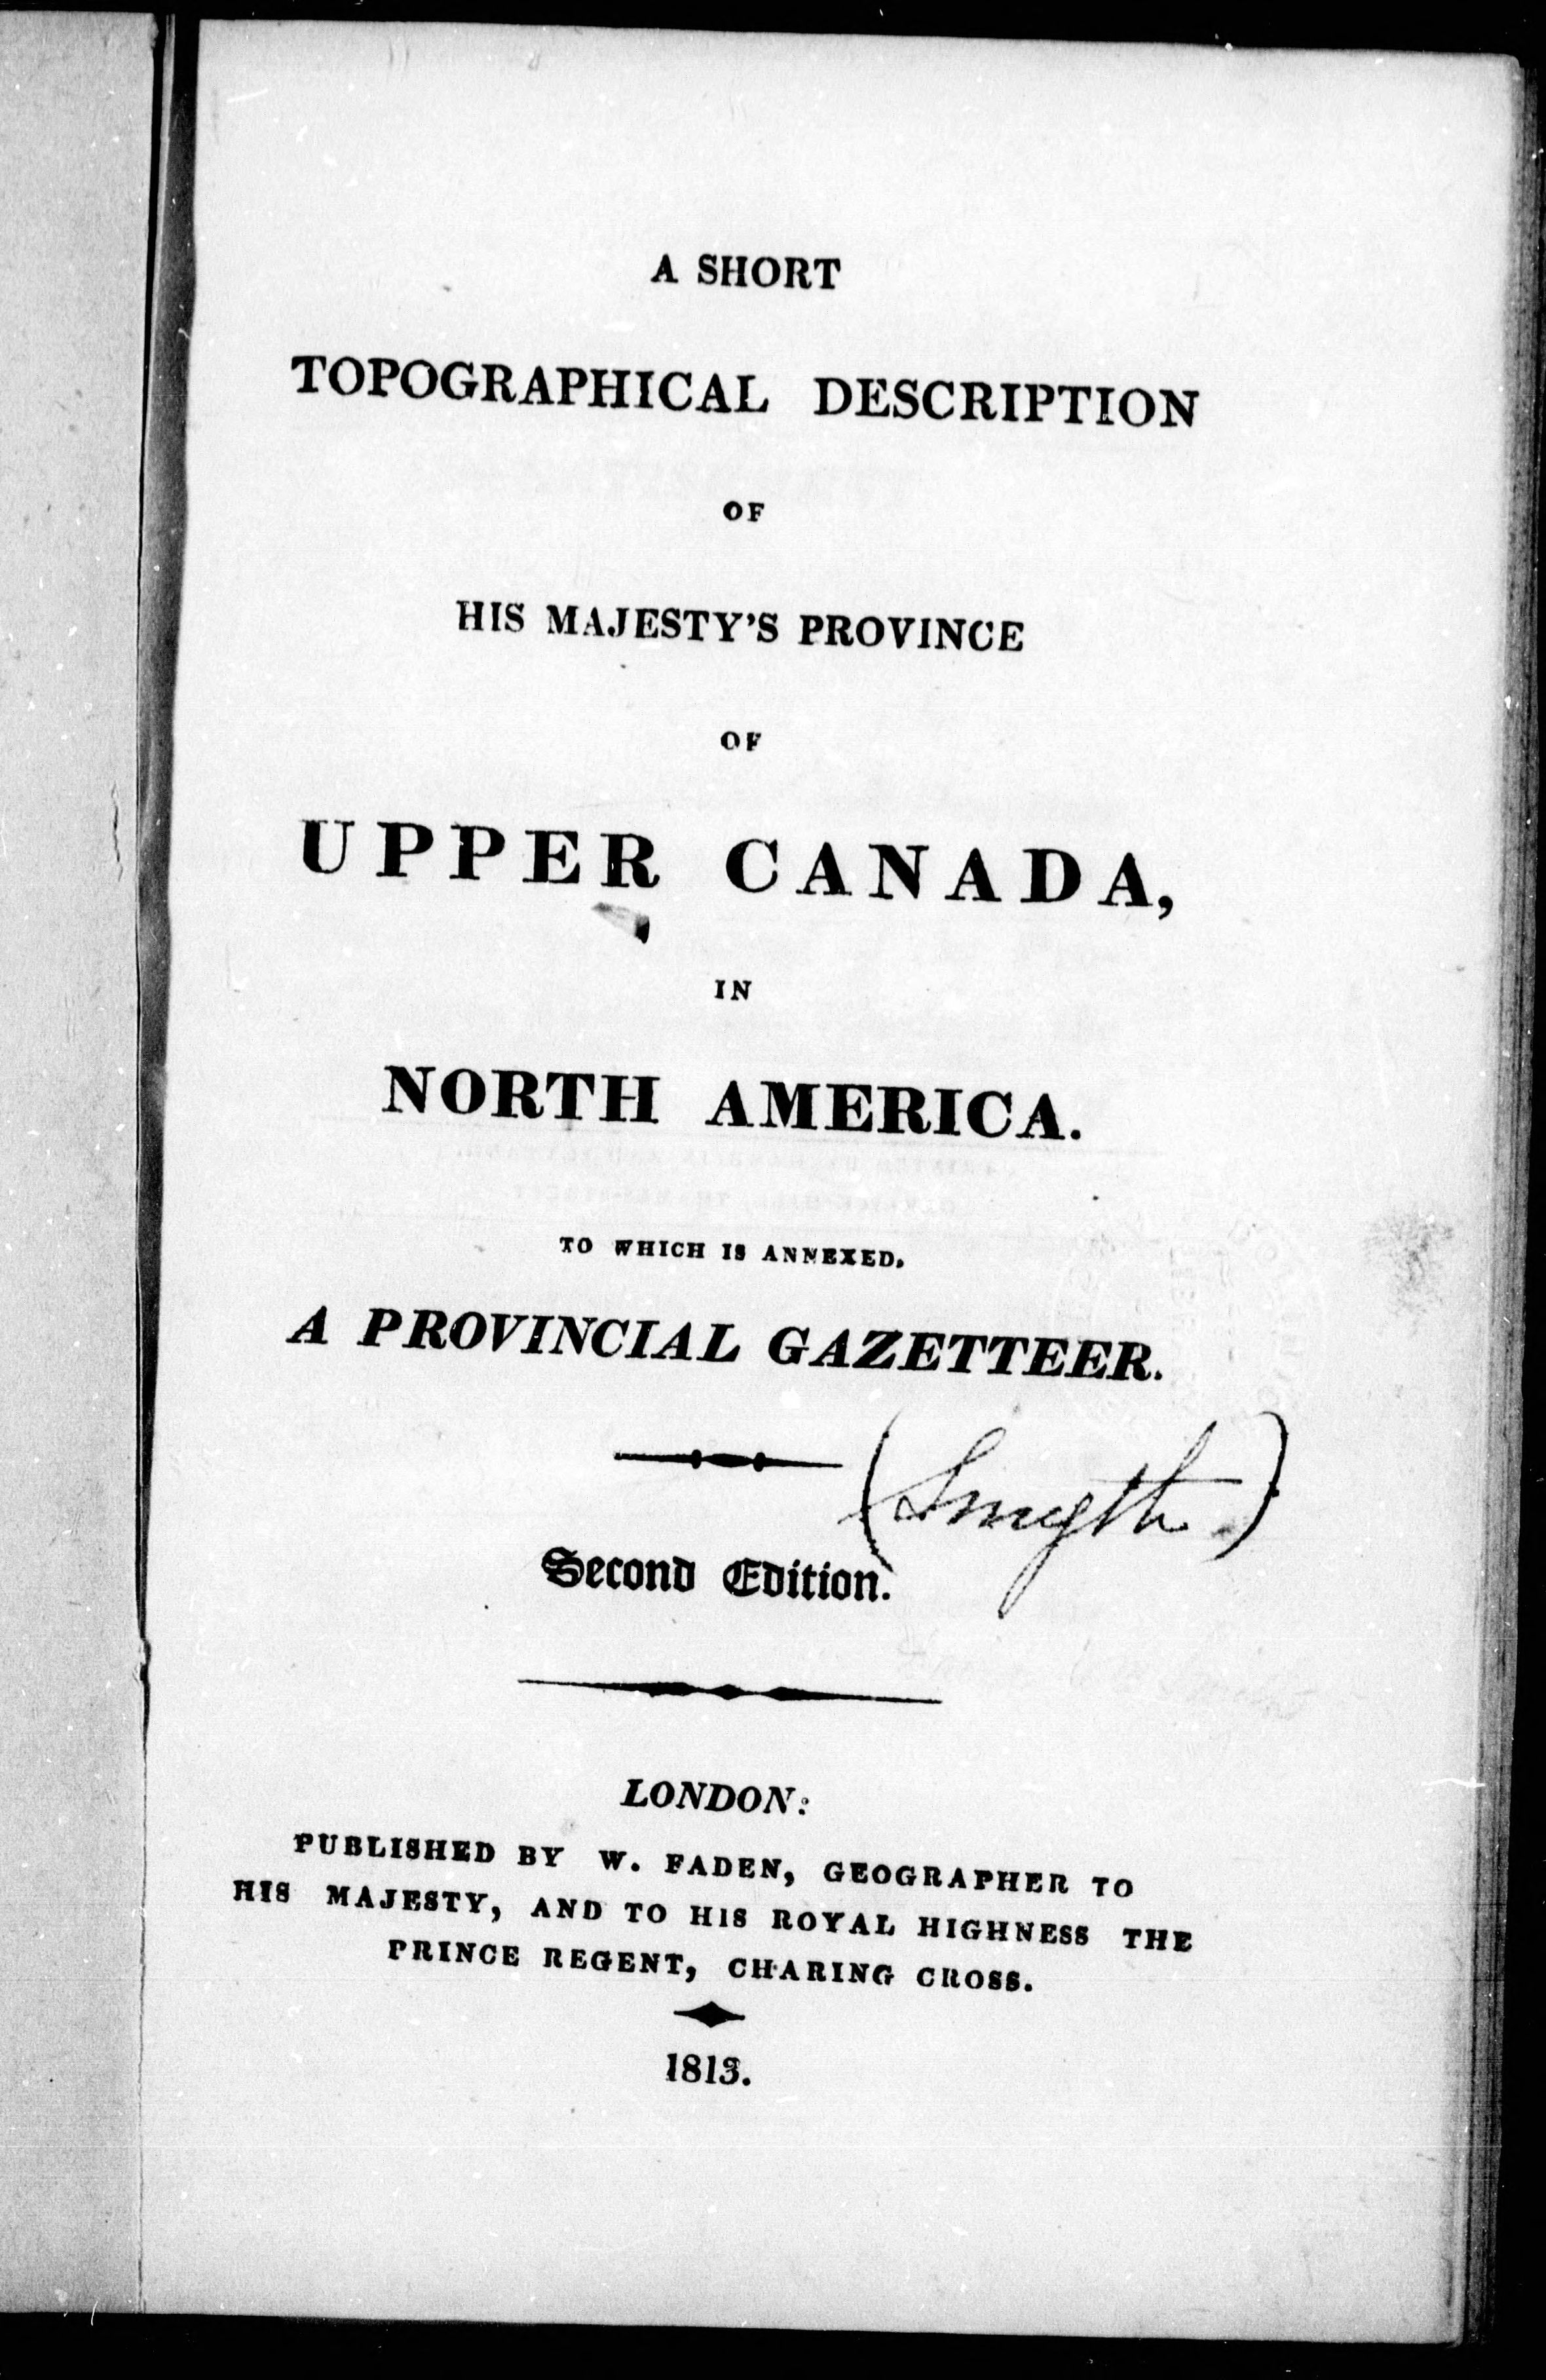 A SHORT
TOPOGRAPHICAL DESCRIPTION
OF
HIS MAJESTY'S PROVINCE
OF
UPPER CANADA,
IN
NORTH AMERICA.
TO WHICH IS ANNEXED,
A PROVINCIAL GAZETTEER.
(Smyth)
Second Edition.
LONDON:
PUBLISHED BY W. FADEN, GEOGRAPHER TO
HIS MAJESTY, AND TO HIS ROYAL HIGHNESS THE
PRINCE REGENT, CHARING CROSS.
1813.